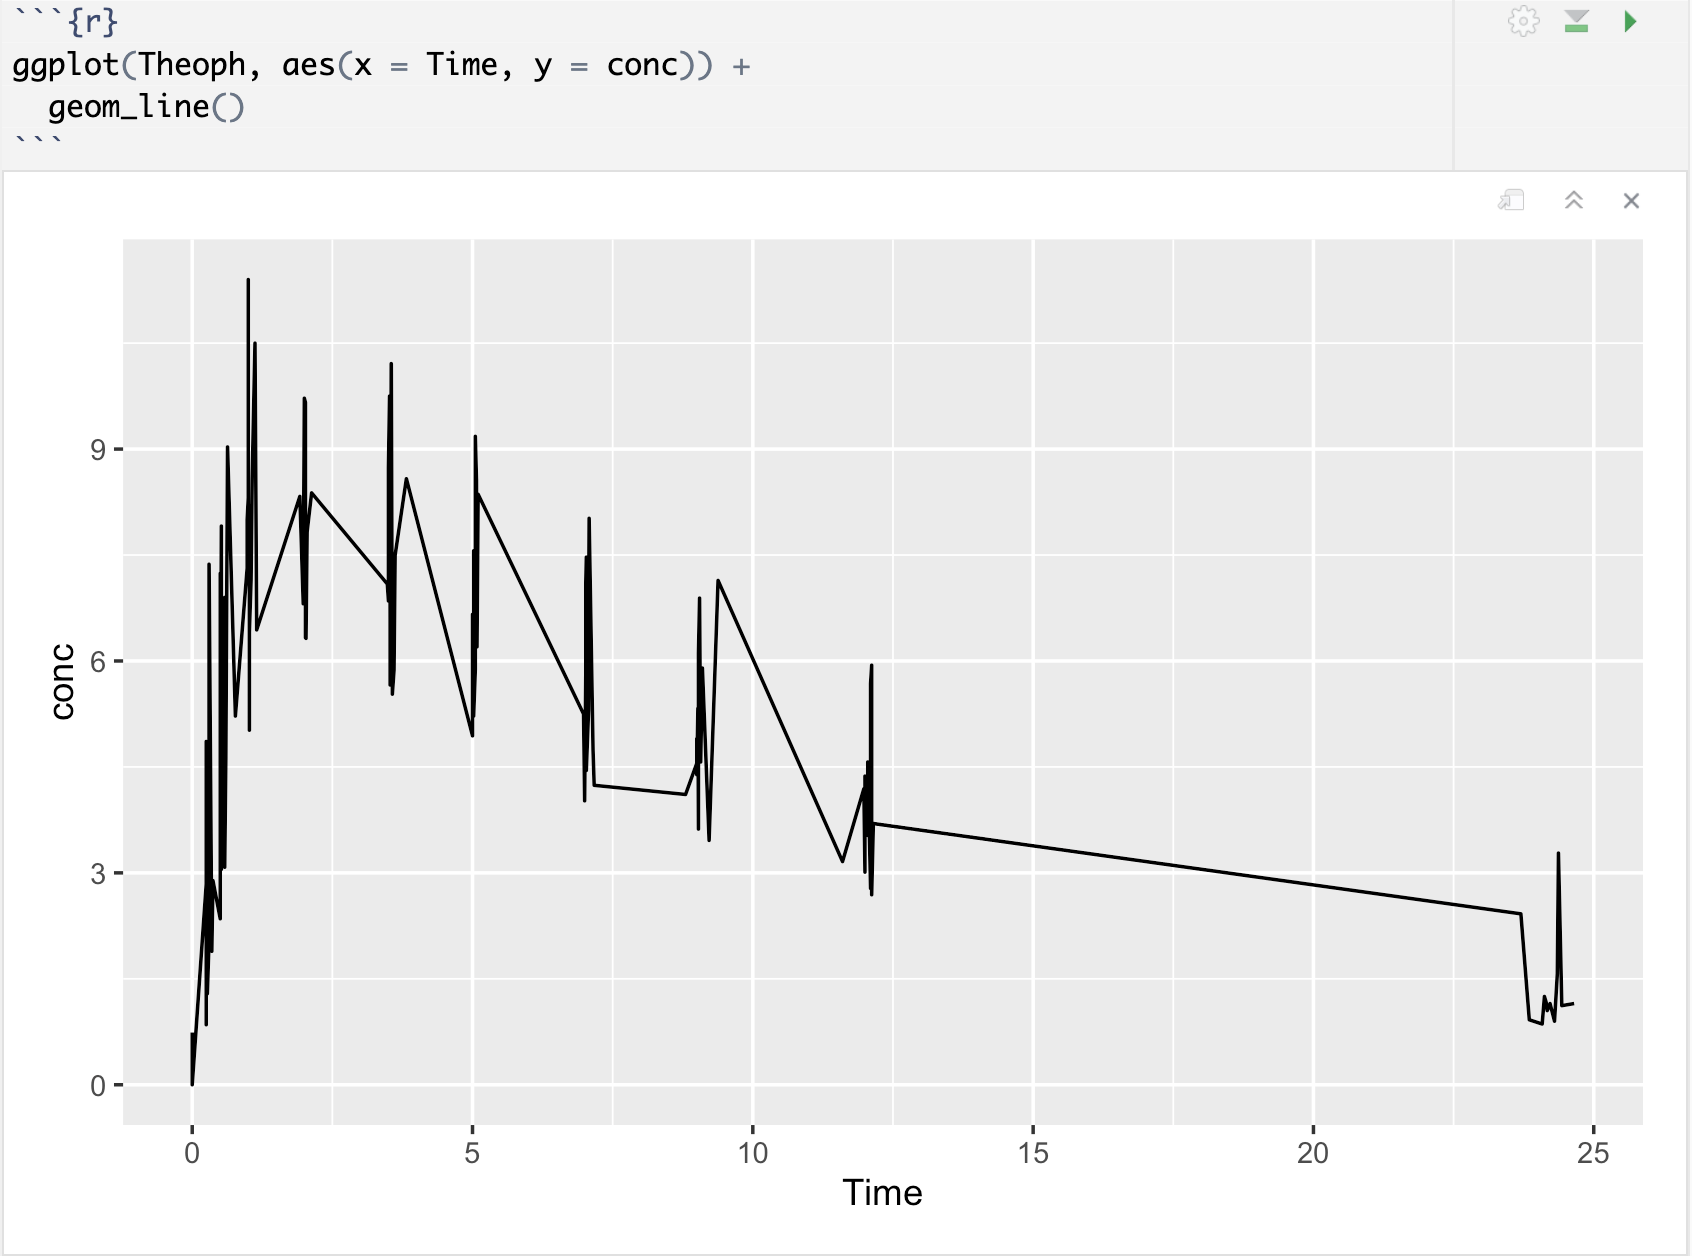 ```{r}
ggplot(Theoph, aes(x = Time, y = conc)) +
  geom_line()
```
conc
9
6
3
0
0 5 10 15 20 25
Time